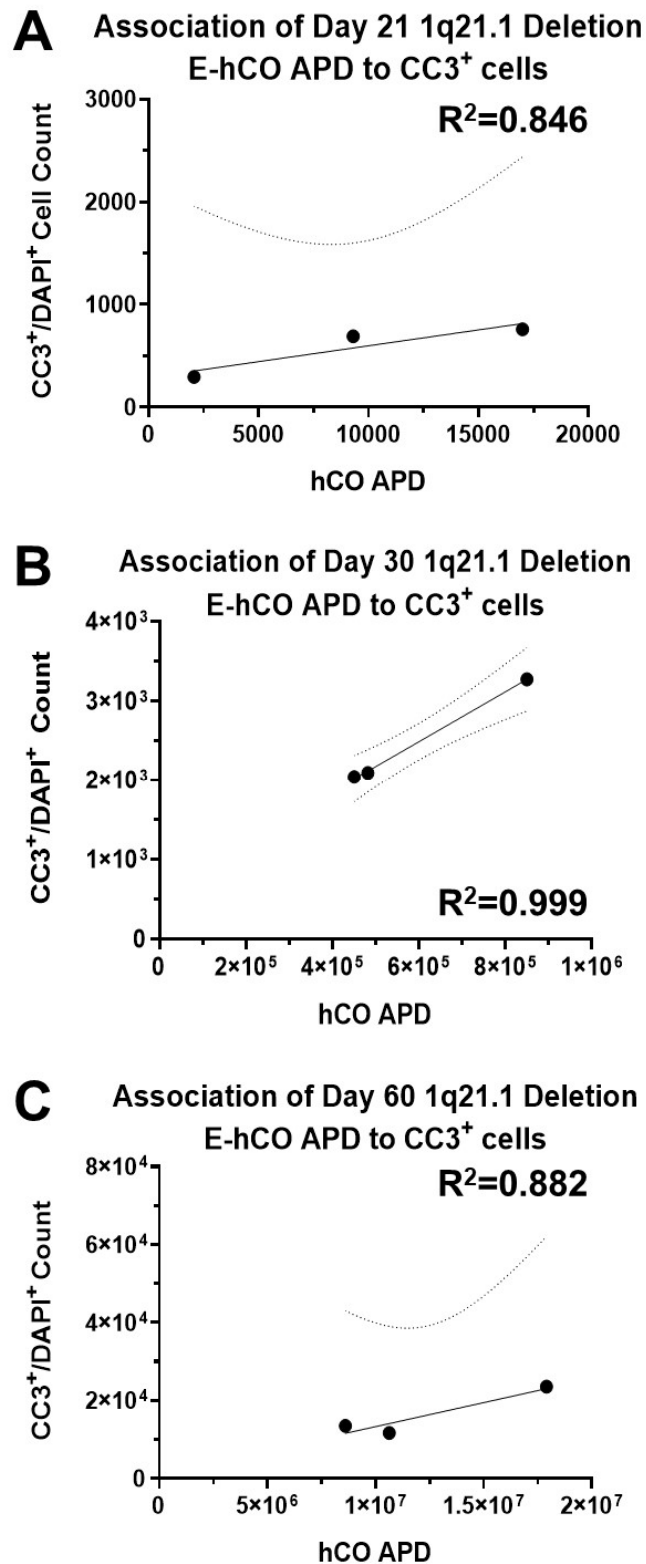 A
Association of Day 21 1q21.1 Deletion
E-hCO APD to CC3⁺ cells
R²=0.846
CC3⁺/DAPI⁺ Cell Count
3000
2000
1000
0
0 5000 10000 15000 20000
hCO APD
B
Association of Day 30 1q21.1 Deletion
E-hCO APD to CC3⁺ cells
CC3⁺/DAPI⁺ Count
4×10³
3×10³
2×10³
1×10³
0
R²=0.999
0 2×10⁵ 4×10⁵ 6×10⁵ 8×10⁵ 1×10⁶
hCO APD
C
Association of Day 60 1q21.1 Deletion
E-hCO APD to CC3⁺ cells
R²=0.882
CC3⁺/DAPI⁺ Count
8×10⁴
6×10⁴
4×10⁴
2×10⁴
0
0 5×10⁶ 1×10⁷ 1.5×10⁷ 2×10⁷
hCO APD